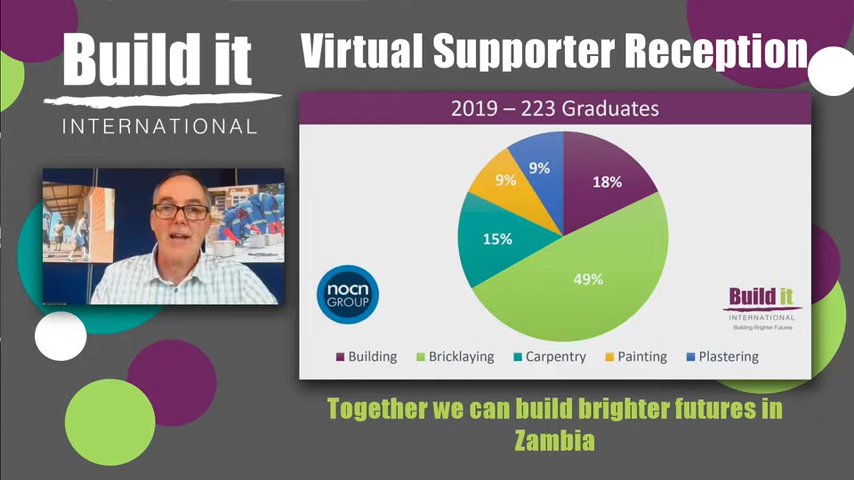 Build it
INTERNATIONAL
Virtual Supporter Reception
2019 – 223 Graduates
9%
18%
9%
15%
49%
nocn
GROUP
Build it
INTERNATIONAL
Building Brighter Futures
Building Bricklaying Carpentry Painting Plastering
Together we can build brighter futures in
Zambia